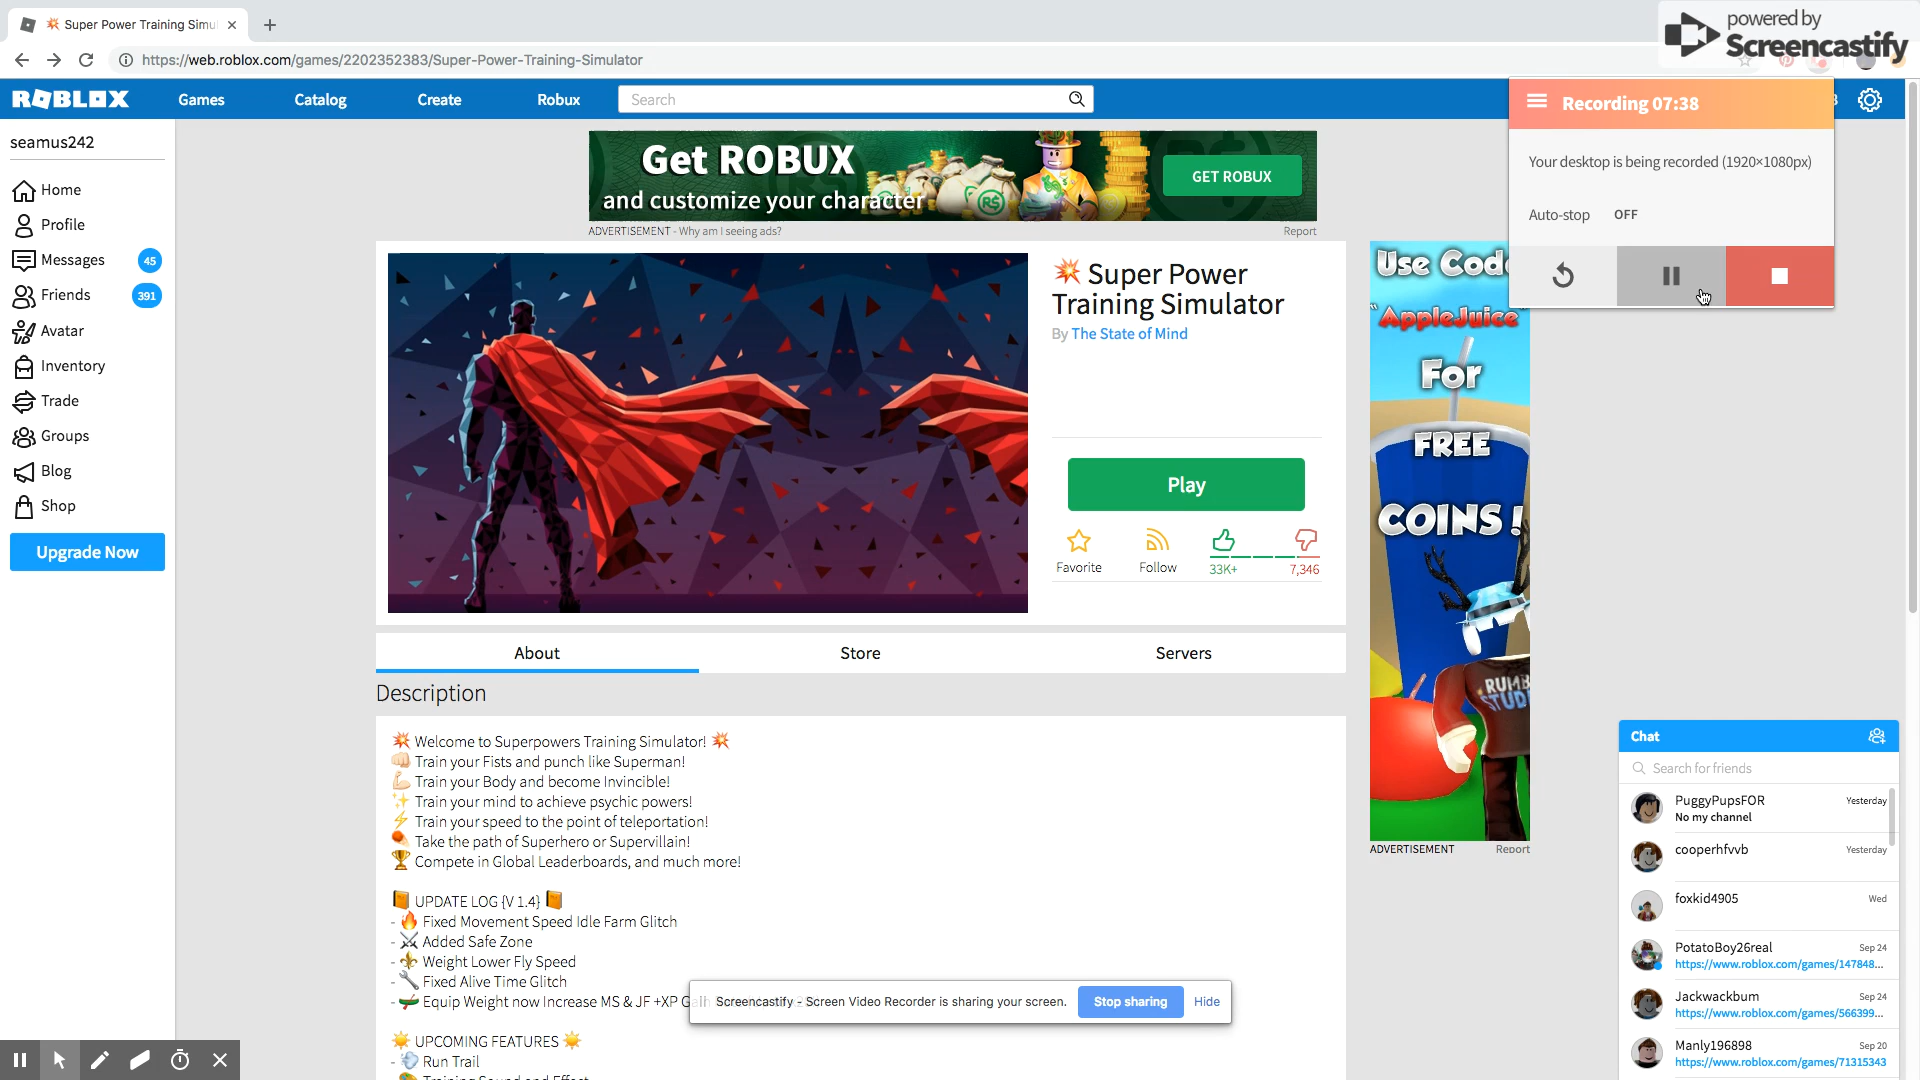 Super Power Training Simu
powered by
Screencastify
https://web.roblox.com/games/2202352383/Super-Power-Training-Simulator
ROBLOX
Games
Catalog
Create
Robux
Search
Recording 07:38
Your desktop is being recorded (1920×1080px)
Auto-stop OFF
seamus242
Home
Profile
Messages 45
Friends 391
Avatar
Inventory
Trade
Groups
Blog
Shop
Upgrade Now
Get ROBUX
and customize your character
GET ROBUX
ADVERTISEMENT - Why am I seeing ads?
Report
💥 Super Power
Training Simulator
By The State of Mind
Play
Favorite
Follow
33K+
7,346
Use Code
"AppleJuice"
For
FREE
COINS!
RUMB
STUD
ADVERTISEMENT
Report
About
Store
Servers
Description
💥 Welcome to Superpowers Training Simulator! 💥
👊🏻 Train your Fists and punch like Superman!
💪🏻 Train your Body and become Invincible!
✨ Train your mind to achieve psychic powers!
⚡ Train your speed to the point of teleportation!
Take the path of Superhero or Supervillain!
🏆 Compete in Global Leaderboards, and much more!
📙 UPDATE LOG {V 1.4} 📙
- 🔥 Fixed Movement Speed Idle Farm Glitch
- ⚔ Added Safe Zone
- ⚜ Weight Lower Fly Speed
- 🔧 Fixed Alive Time Glitch
- Equip Weight now Increase MS & JF +XP Gain
Screencastify - Screen Video Recorder is sharing your screen.
Stop sharing
Hide
☀ UPCOMING FEATURES ☀
- 💨 Run Trail
Chat
Search for friends
PuggyPupsFOR Yesterday
No my channel
cooperhfvvb Yesterday
foxkid4905 Wed
PotatoBoy26real Sep 24
https://www.roblox.com/games/147848...
Jackwackbum Sep 24
https://www.roblox.com/games/566399...
Manly196898 Sep 20
https://www.roblox.com/games/71315343